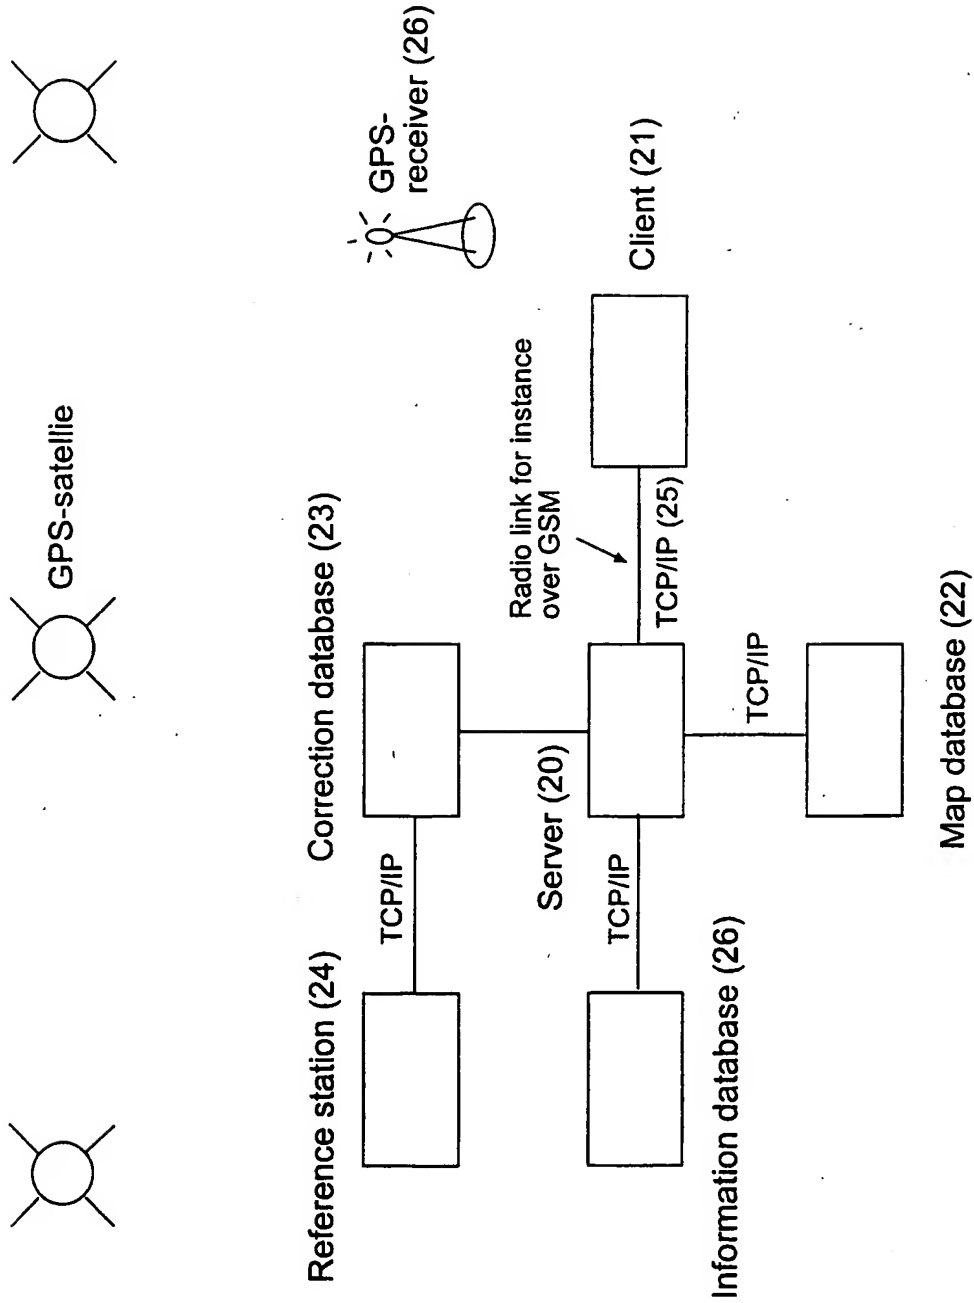 GPS-satellie
GPS-
receiver (26)
Reference station (24)
Correction database (23)
TCP/IP
Radio link for instance
over GSM
Server (20)
TCP/IP
TCP/IP (25)
Client (21)
Information database (26)
TCP/IP
Map database (22)